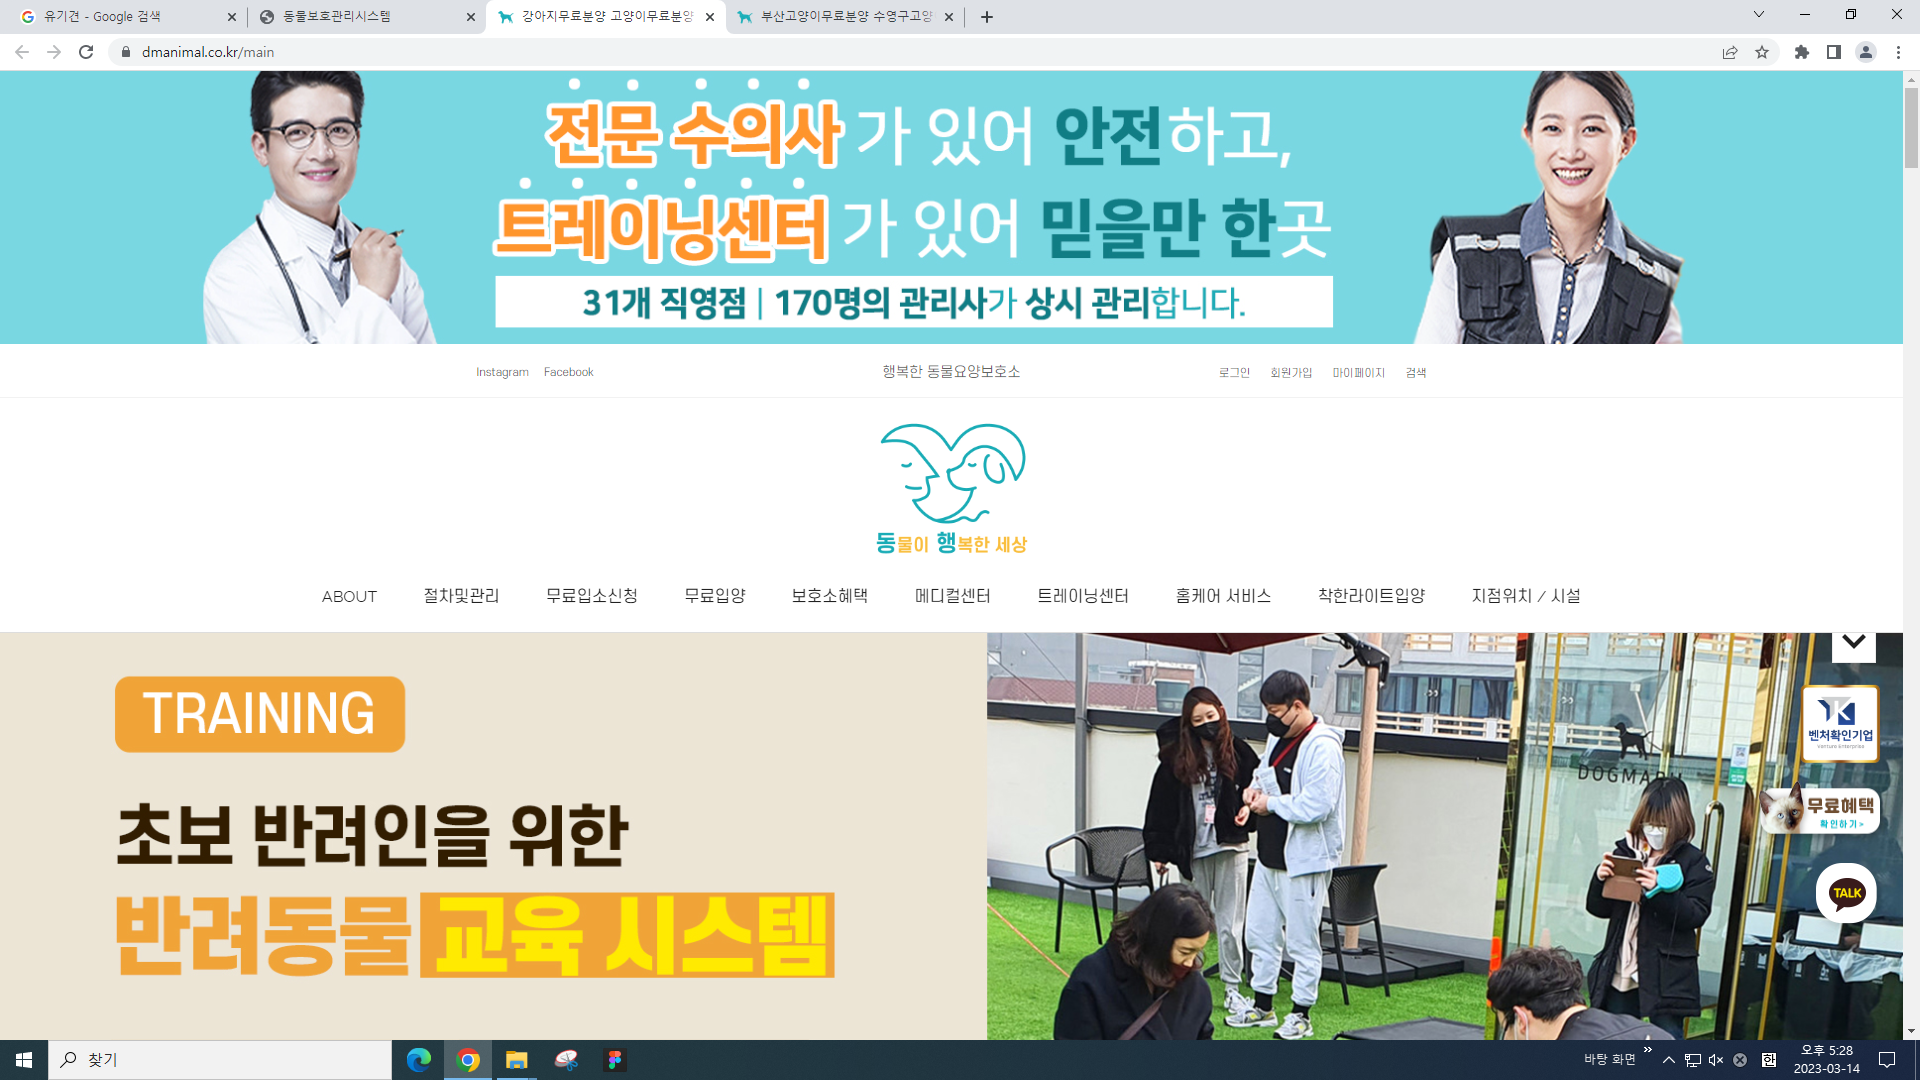 유기견 - Google 검색
동물보호관리시스템
강아지무료분양 고양이무료분양
부산고양이무료분양 수영구고양
dmanimal.co.kr/main
전문 수의사가 있어 안전하고,
트레이닝센터가 있어 믿을만 한곳
31개 직영점 | 170명의 관리사가 상시 관리합니다.
Instagram Facebook 행복한 동물요양보호소 로그인 회원가입 마이페이지 검색
동물이 행복한 세상
ABOUT 절차및관리 무료입소신청 무료입양 보호소혜택 메디컬센터 트레이닝센터 홈케어 서비스 착한라이트입양 지점위치 / 시설
TRAINING
초보 반려인을 위한
반려동물 교육 시스템
DOGMARU
벤처확인기업
Venture Enterprise
무료혜택
확인하기 >
TALK
찾기
바탕 화면
한
오후 5:28
2023-03-14